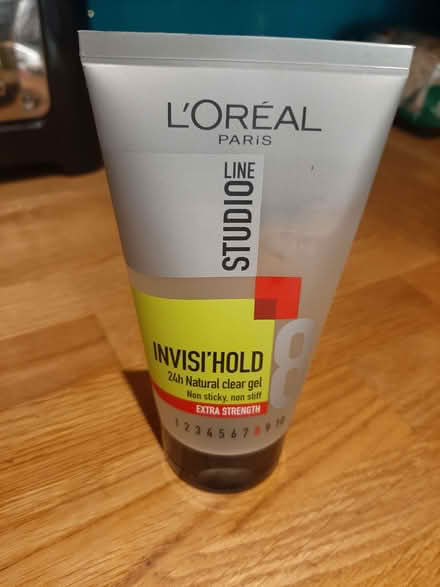 L'ORÉAL
PARiS
STUDIO LINE
8
INVISI'HOLD
24h Natural clear gel
Non sticky, non stiff
EXTRA STRENGTH
1 2 3 4 5 6 7 8 9 10